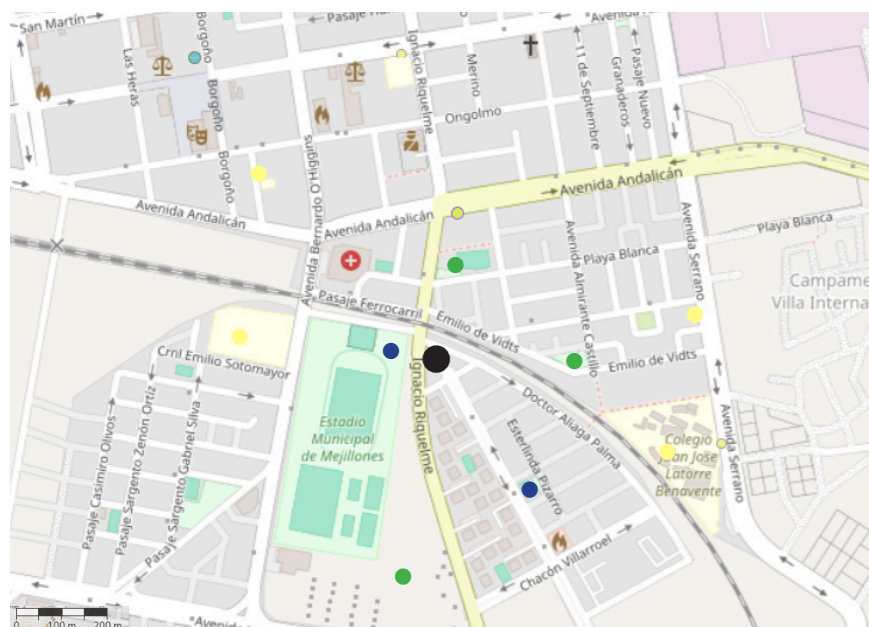 San Martín
Pasaje
Avenida
Borgoño
Las Heras
Borgoño
Borgoño
Ignacio Riquelme
Merino
Ongolmo
11 de Septiembre
Granaderos
Pasaje Nuevo
Avenida Bernardo O'Higgins
Avenida Andalicán
Avenida Andalicán
Avenida Andalicán
Avenida Almirante Castillo
Playa Blanca
Playa Blanca
Avenida Serrano
Campame
Villa Interna
Pasaje Ferrocarril
Emilio de Vidts
Emilio de Vidts
Crnl Emilio Sotomayor
Pasaje Casimiro Olivos
Pasaje Sargento Zenón Ortiz
Pasaje Sargento Gabriel Silva
Estadio
Municipal
de Mejillones
Ignacio Riquelme
Doctor Aliaga Palma
Esterlinda Pizarro
Colegio
Juan Jose
Latorre
Benavente
Avenida Serrano
Chacón Villarroel
Avenida
0 100 m 200 m